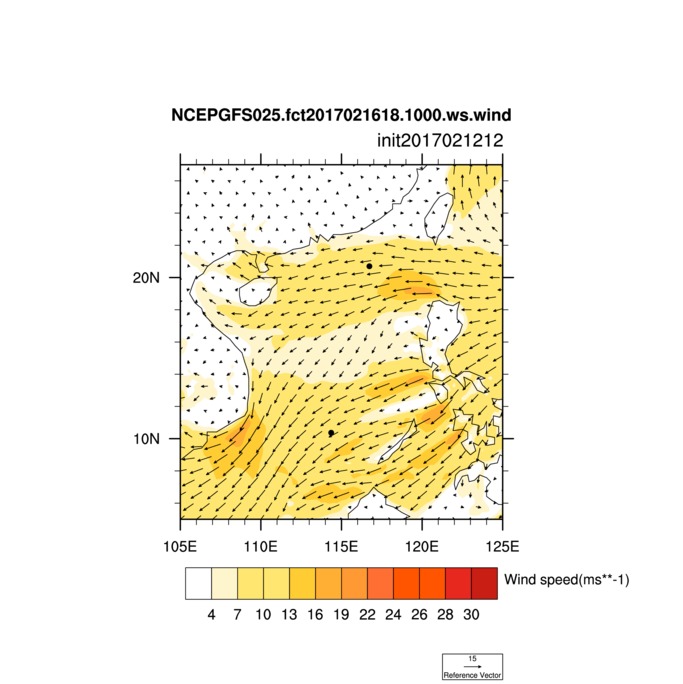 NCEPGFS025.fct2017021618.1000.ws.wind
init2017021212
20N
10N
105E 110E 115E 120E 125E
Wind speed(ms**-1)
4 7 10 13 16 19 22 24 26 28 30
15
Reference Vector